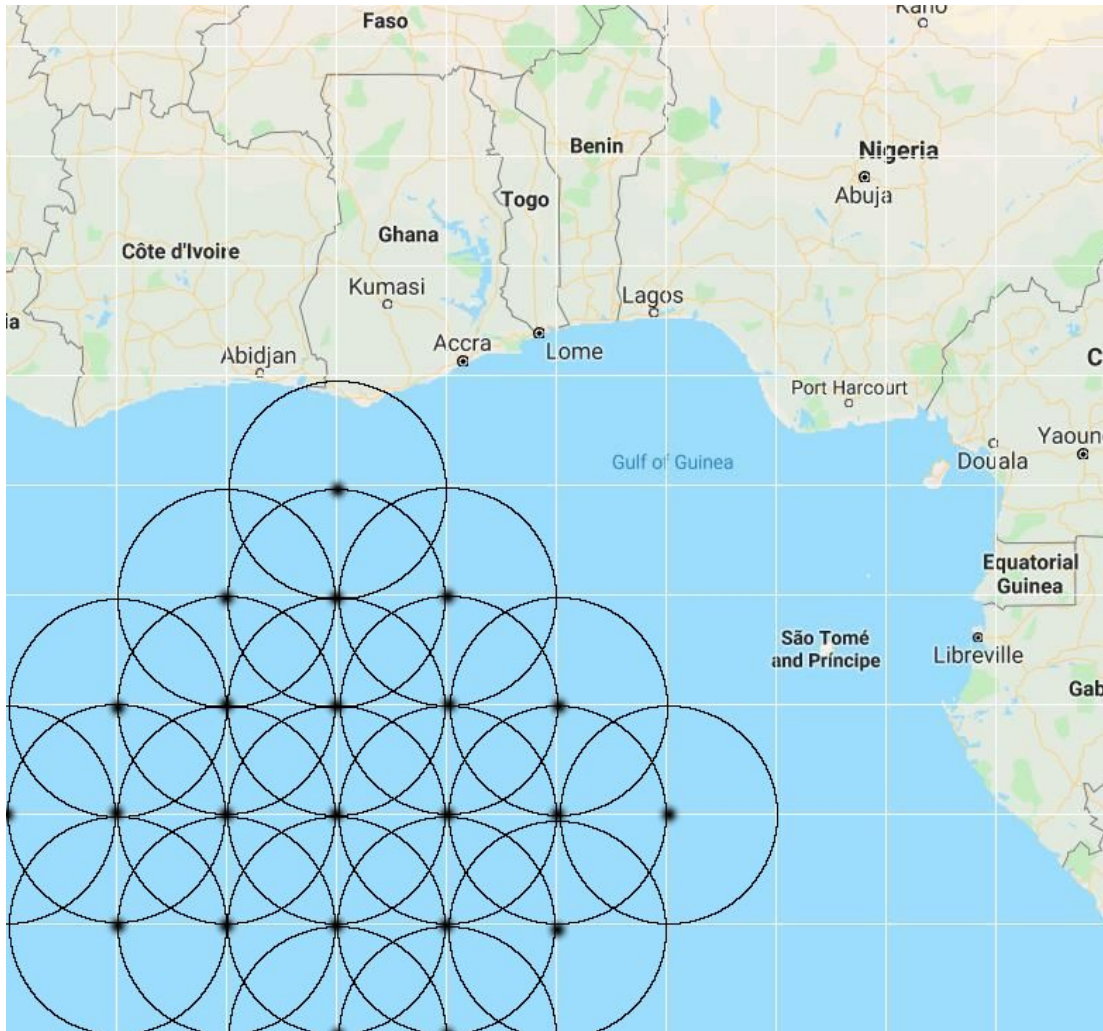 Kano
Faso
Benin
Nigeria
Abuja
Togo
Ghana
Côte d'Ivoire
Kumasi
Lagos
ia
Accra
Lome
Abidjan
C
Port Harcourt
Gulf of Guinea
Douala
Equatorial
Guinea
São Tomé
and Príncipe
Libreville
Gab